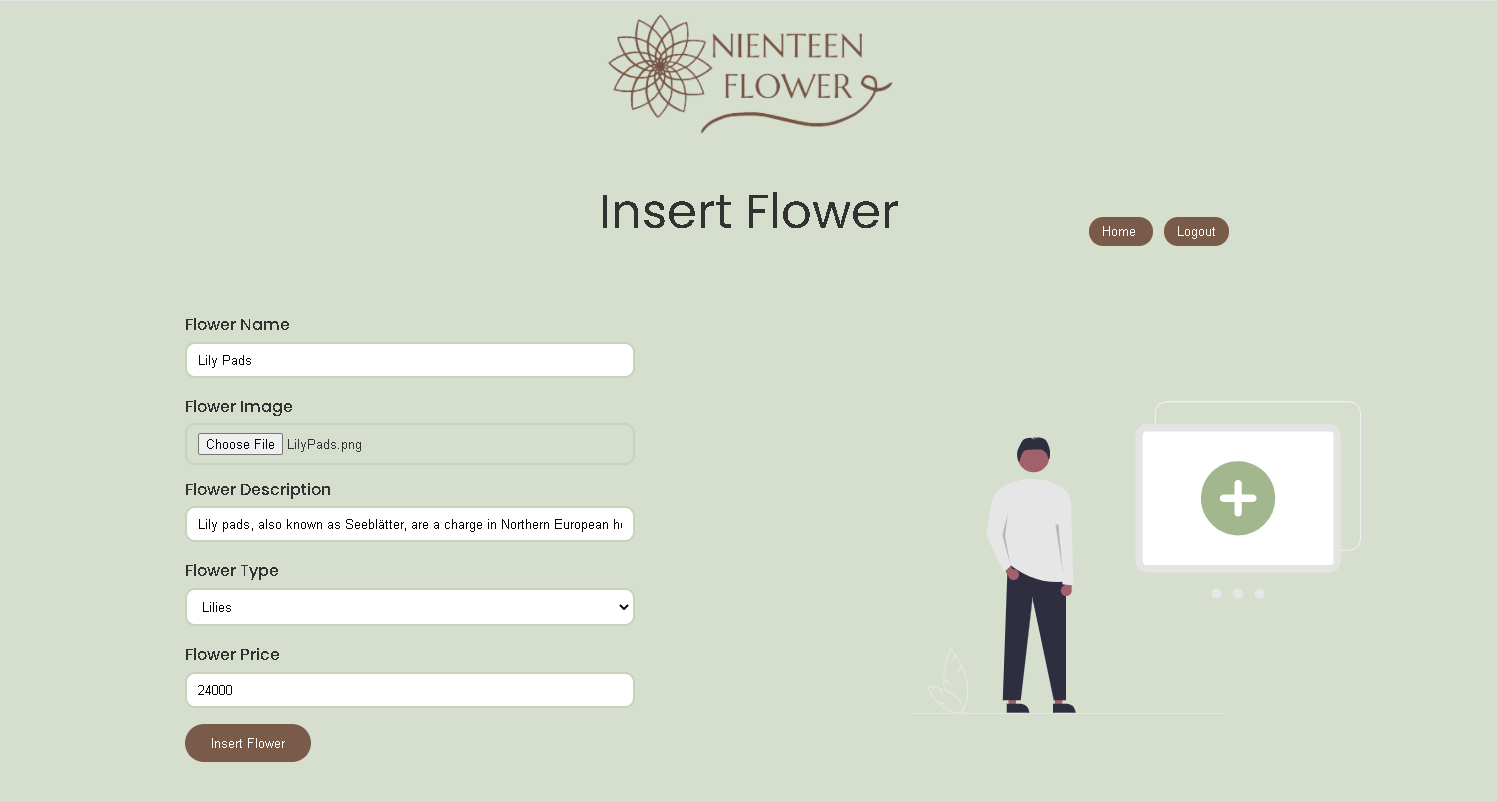 NIENTEEN
FLOWER
Insert Flower
Home
Logout
Flower Name
Lily Pads
Flower Image
Choose File LilyPads.png
Flower Description
Lily pads, also known as Seeblätter, are a charge in Northern European
Flower Type
Lilies
Flower Price
24000
Insert Flower